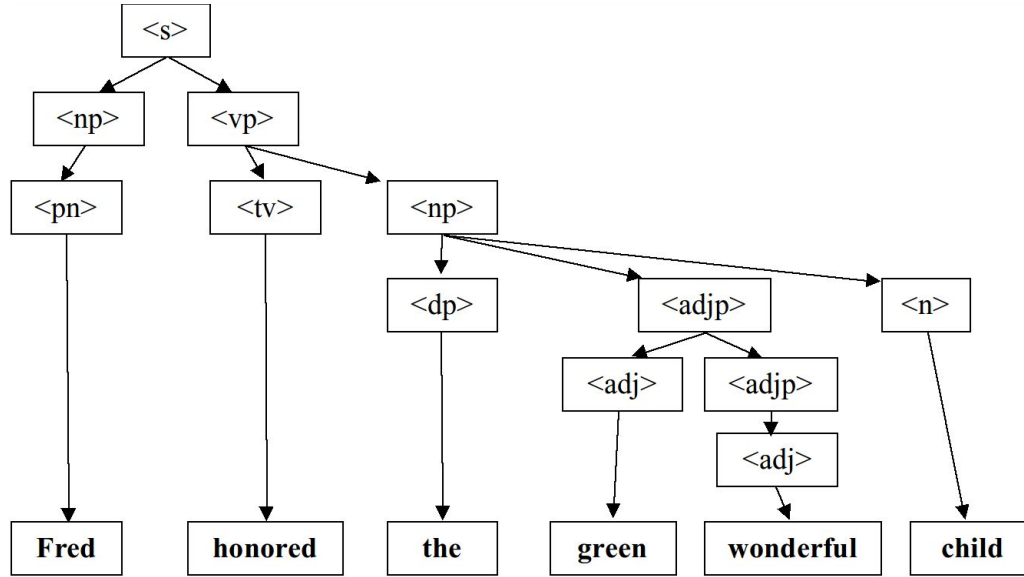 <s>
<np> <vp>
<pn> <tv> <np>
<dp> <adjp> <n>
<adj> <adjp>
<adj>
Fred honored the green wonderful child